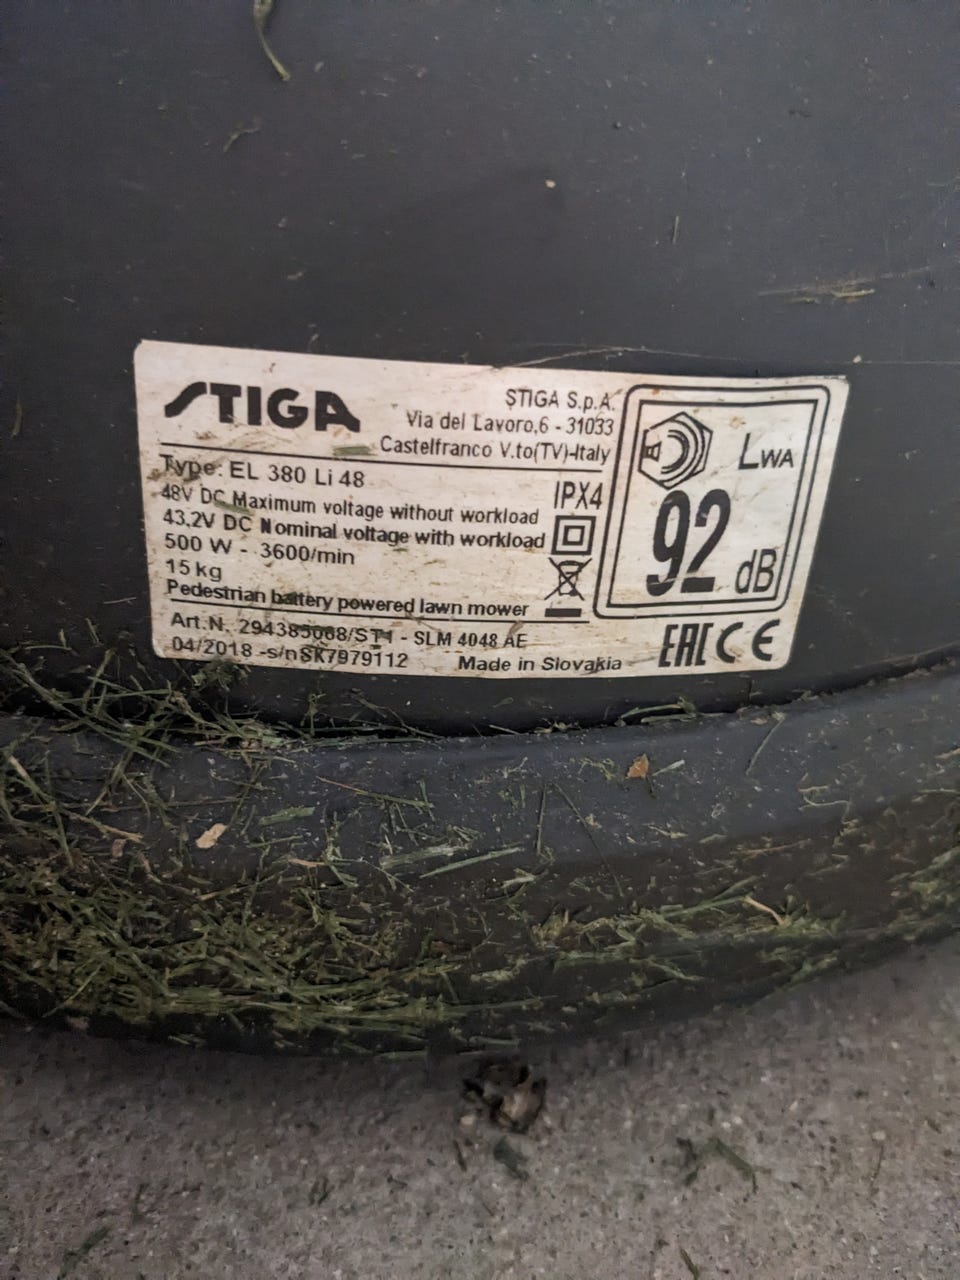 STIGA
STIGA S.p.A.
Via del Lavoro,6 - 31033
Castelfranco V.to(TV)-Italy
Type: EL 380 Li 48
48V DC Maximum voltage without workload
43,2V DC Nominal voltage with workload
500 W - 3600/min
15 kg
Pedestrian battery powered lawn mower
IPX4
LWA
92
dB
Art.N. 294385068/ST1 - SLM 4048 AE
04/2018 -s/nSK7979112
Made in Slovakia
EAC CE